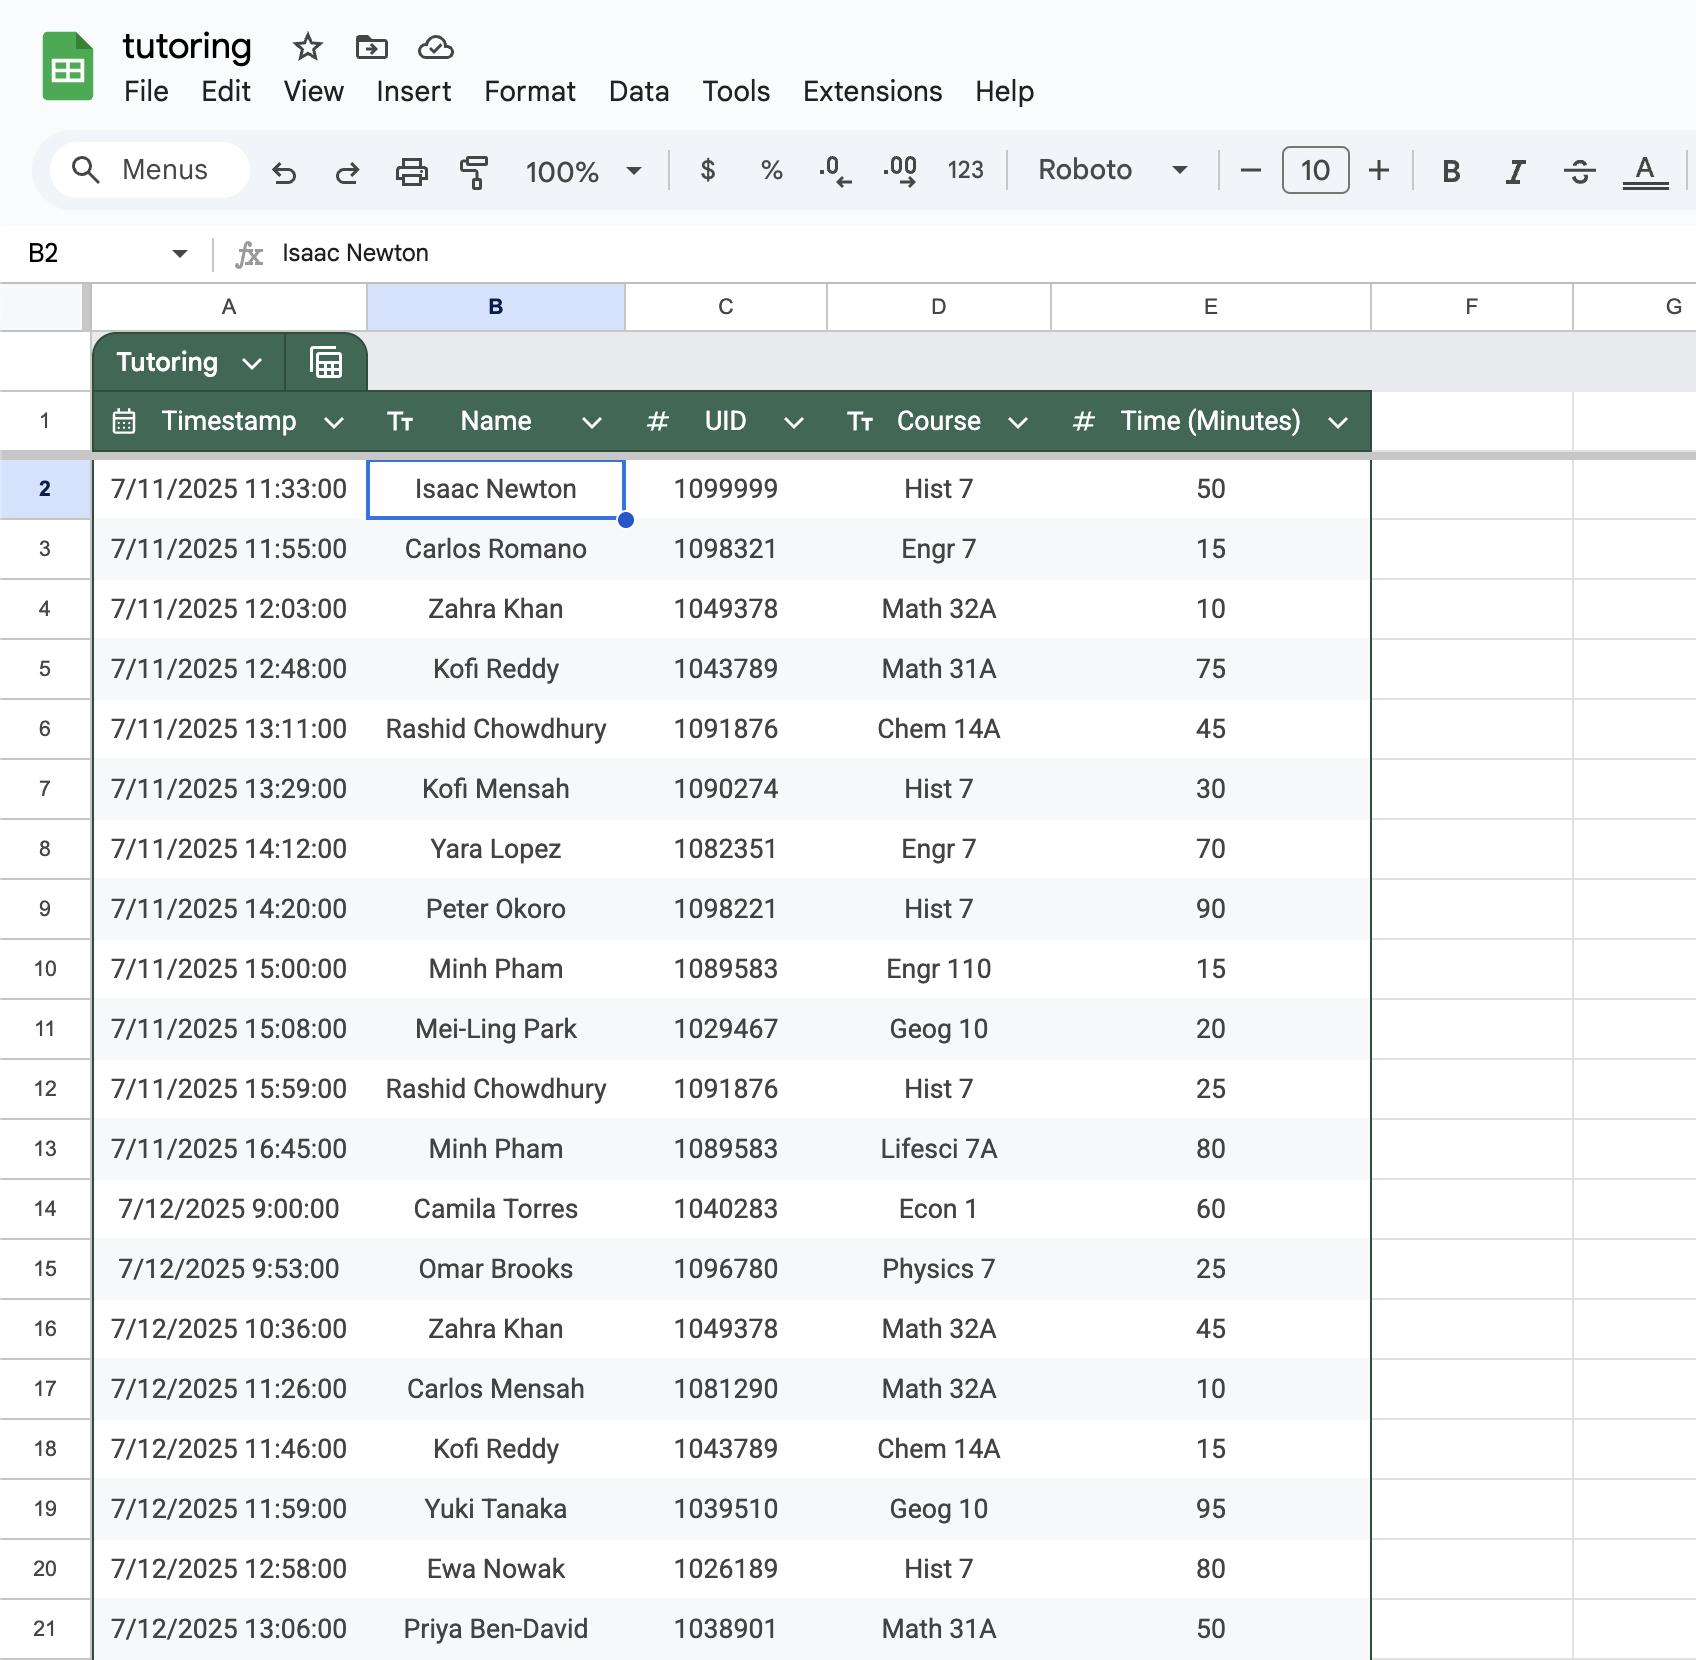 tutoring
File Edit View Insert Format Data Tools Extensions Help
Menus 100% $ % .0 .00 123 Roboto 10 B I S A
B2 fx Isaac Newton
A B C D E F G
Tutoring
1 Timestamp Tт Name # UID Tт Course # Time (Minutes)
2 7/11/2025 11:33:00 Isaac Newton 1099999 Hist 7 50
3 7/11/2025 11:55:00 Carlos Romano 1098321 Engr 7 15
4 7/11/2025 12:03:00 Zahra Khan 1049378 Math 32A 10
5 7/11/2025 12:48:00 Kofi Reddy 1043789 Math 31A 75
6 7/11/2025 13:11:00 Rashid Chowdhury 1091876 Chem 14A 45
7 7/11/2025 13:29:00 Kofi Mensah 1090274 Hist 7 30
8 7/11/2025 14:12:00 Yara Lopez 1082351 Engr 7 70
9 7/11/2025 14:20:00 Peter Okoro 1098221 Hist 7 90
10 7/11/2025 15:00:00 Minh Pham 1089583 Engr 110 15
11 7/11/2025 15:08:00 Mei-Ling Park 1029467 Geog 10 20
12 7/11/2025 15:59:00 Rashid Chowdhury 1091876 Hist 7 25
13 7/11/2025 16:45:00 Minh Pham 1089583 Lifesci 7A 80
14 7/12/2025 9:00:00 Camila Torres 1040283 Econ 1 60
15 7/12/2025 9:53:00 Omar Brooks 1096780 Physics 7 25
16 7/12/2025 10:36:00 Zahra Khan 1049378 Math 32A 45
17 7/12/2025 11:26:00 Carlos Mensah 1081290 Math 32A 10
18 7/12/2025 11:46:00 Kofi Reddy 1043789 Chem 14A 15
19 7/12/2025 11:59:00 Yuki Tanaka 1039510 Geog 10 95
20 7/12/2025 12:58:00 Ewa Nowak 1026189 Hist 7 80
21 7/12/2025 13:06:00 Priya Ben-David 1038901 Math 31A 50